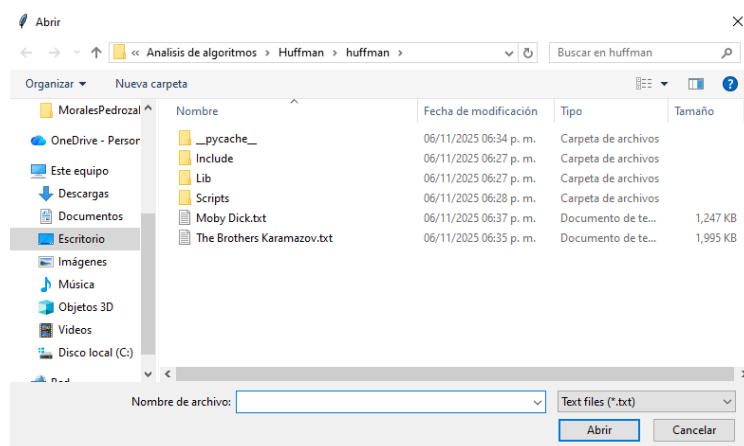 Abrir
« Analisis de algoritmos > Huffman > huffman >
Buscar en huffman
Organizar
Nueva carpeta
MoralesPedrozal
OneDrive - Person
Este equipo
Descargas
Documentos
Escritorio
Imágenes
Música
Objetos 3D
Videos
Disco local (C:)
Nombre Fecha de modificación Tipo Tamaño
__pycache__ 06/11/2025 06:34 p. m. Carpeta de archivos
Include 06/11/2025 06:27 p. m. Carpeta de archivos
Lib 06/11/2025 06:27 p. m. Carpeta de archivos
Scripts 06/11/2025 06:28 p. m. Carpeta de archivos
Moby Dick.txt 06/11/2025 06:37 p. m. Documento de te... 1,247 KB
The Brothers Karamazov.txt 06/11/2025 06:35 p. m. Documento de te... 1,995 KB
Nombre de archivo:
Text files (*.txt)
Abrir
Cancelar